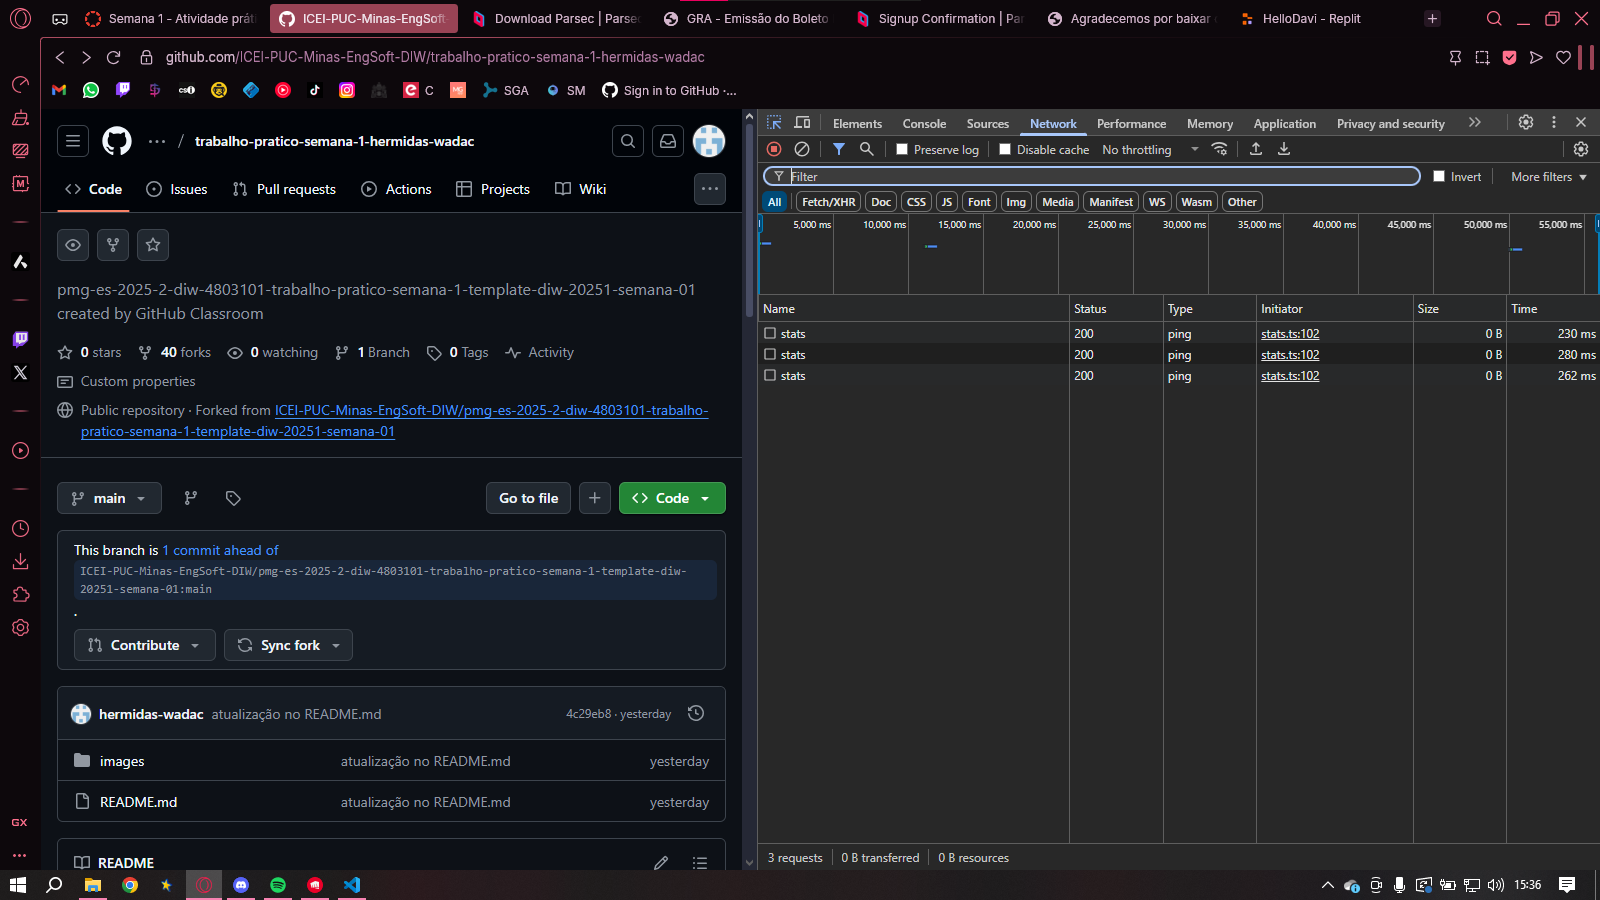 Semana 1 - Atividade prát
ICEI-PUC-Minas-EngSoft
Download Parsec | Parse
GRA - Emissão do Boleto
Signup Confirmation | Par
Agradecemos por baixar
HelloDavi - Replit
github.com/ICEI-PUC-Minas-EngSoft-DIW/trabalho-pratico-semana-1-hermidas-wadac
C
SGA
SM
Sign in to GitHub ·...
··· / trabalho-pratico-semana-1-hermidas-wadac
Code
Issues
Pull requests
Actions
Projects
Wiki
pmg-es-2025-2-diw-4803101-trabalho-pratico-semana-1-template-diw-20251-semana-01
created by GitHub Classroom
0 stars
40 forks
0 watching
1 Branch
0 Tags
Activity
Custom properties
Public repository · Forked from ICEI-PUC-Minas-EngSoft-DIW/pmg-es-2025-2-diw-4803101-trabalho-
pratico-semana-1-template-diw-20251-semana-01
main
Go to file
Code
This branch is 1 commit ahead of
ICEI-PUC-Minas-EngSoft-DIW/pmg-es-2025-2-diw-4803101-trabalho-pratico-semana-1-template-diw-
20251-semana-01:main
.
Contribute
Sync fork
hermidas-wadac atualização no README.md 4c29eb8 · yesterday
images atualização no README.md yesterday
README.md atualização no README.md yesterday
README
Elements
Console
Sources
Network
Performance
Memory
Application
Privacy and security
Preserve log
Disable cache
No throttling
Filter
Invert
More filters
All
Fetch/XHR
Doc
CSS
JS
Font
Img
Media
Manifest
WS
Wasm
Other
5,000 ms
10,000 ms
15,000 ms
20,000 ms
25,000 ms
30,000 ms
35,000 ms
40,000 ms
45,000 ms
50,000 ms
55,000 ms
Name Status Type Initiator Size Time
stats 200 ping stats.ts:102 0 B 230 ms
stats 200 ping stats.ts:102 0 B 280 ms
stats 200 ping stats.ts:102 0 B 262 ms
3 requests
0 B transferred
0 B resources
GX
15:36